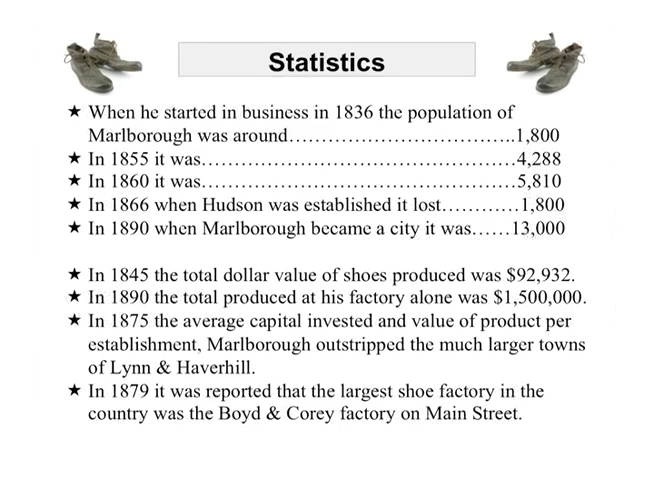 Statistics
★ When he started in business in 1836 the population of
Marlborough was around……………………………..1,800
★ In 1855 it was…………………………………………4,288
★ In 1860 it was…………………………………………5,810
★ In 1866 when Hudson was established it lost…………1,800
★ In 1890 when Marlborough became a city it was……13,000
★ In 1845 the total dollar value of shoes produced was $92,932.
★ In 1890 the total produced at his factory alone was $1,500,000.
★ In 1875 the average capital invested and value of product per
establishment, Marlborough outstripped the much larger towns
of Lynn & Haverhill.
★ In 1879 it was reported that the largest shoe factory in the
country was the Boyd & Corey factory on Main Street.